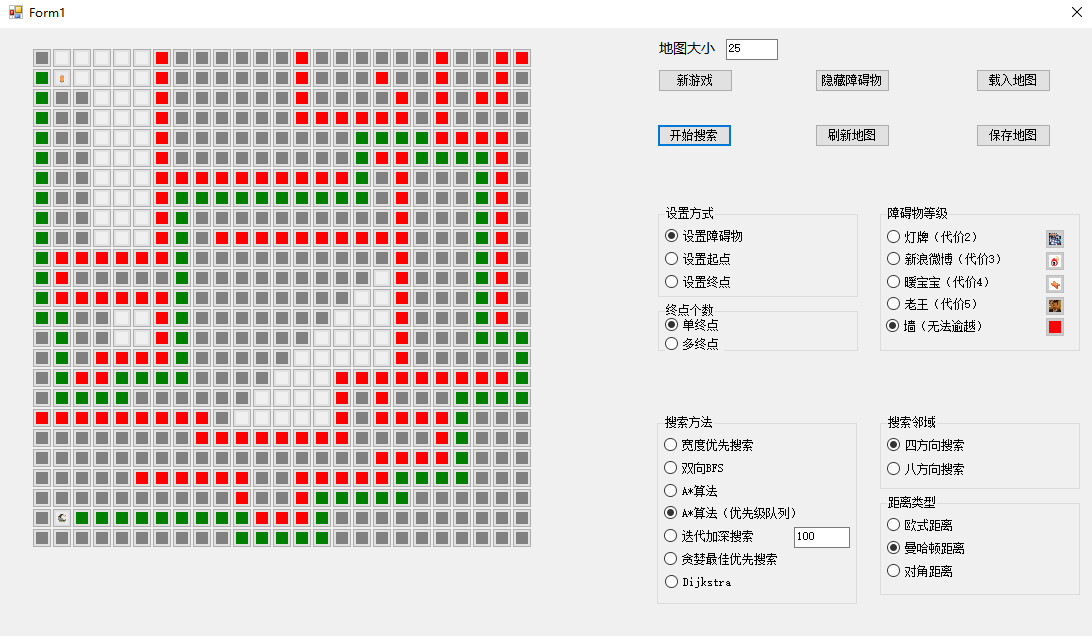 Form1
地图大小 25
新游戏 隐藏障碍物 载入地图
开始搜索 刷新地图 保存地图
设置方式
设置障碍物
设置起点
设置终点
终点个数
单终点
多终点
障碍物等级
灯牌（代价2）
新浪微博（代价3）
暖宝宝（代价4）
老王（代价5）
墙（无法逾越）
搜索方法
宽度优先搜索
双向BFS
A*算法
A*算法（优先级队列）
迭代加深搜索 100
贪婪最佳优先搜索
Dijkstra
搜索邻域
四方向搜索
八方向搜索
距离类型
欧式距离
曼哈顿距离
对角距离